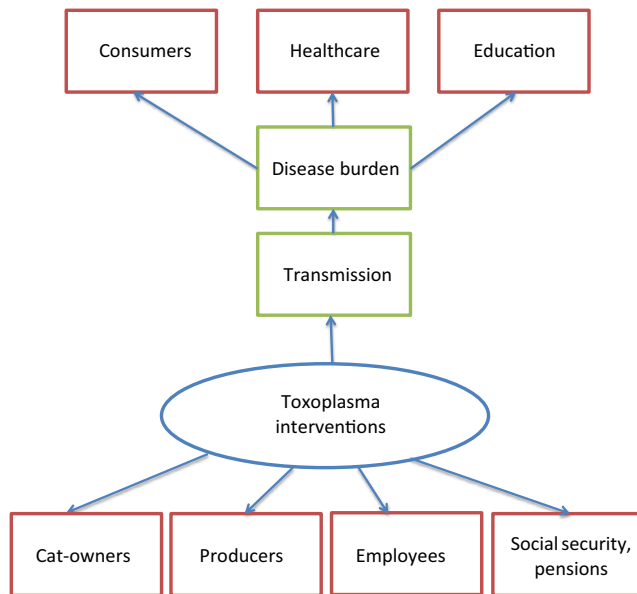 Consumers
Healthcare
Education
Disease burden
Transmission
Toxoplasma
interventions
Cat-owners
Producers
Employees
Social security,
pensions